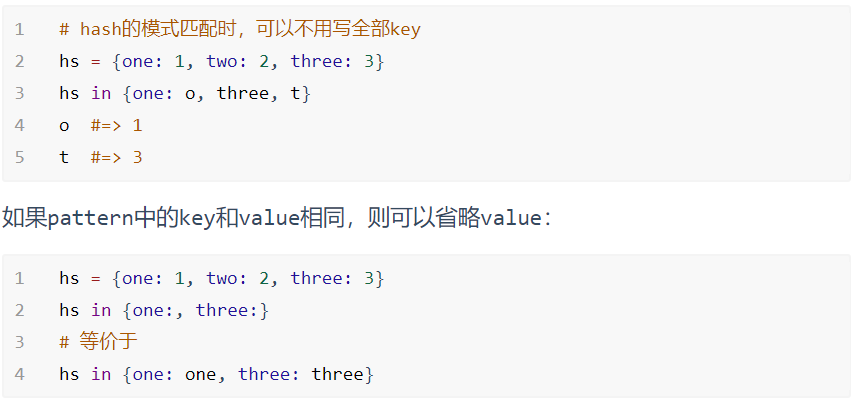 1 # hash的模式匹配时，可以不用写全部key
2 hs = {one: 1, two: 2, three: 3}
3 hs in {one: o, three, t}
4 o #=> 1
5 t #=> 3
如果pattern中的key和value相同，则可以省略value：
1 hs = {one: 1, two: 2, three: 3}
2 hs in {one:, three:}
3 # 等价于
4 hs in {one: one, three: three}